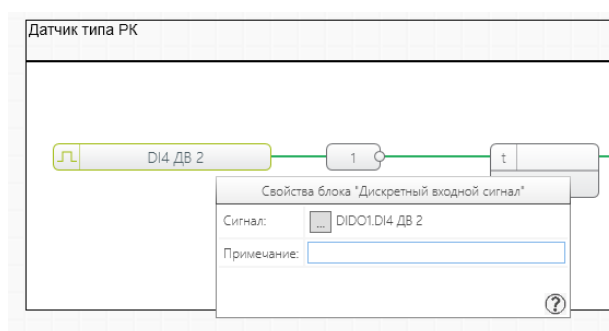 Датчик типа РК
DI4 ДВ 2
1
t
Свойства блока "Дискретный входной сигнал"
Сигнал: ... DIDO1.DI4 ДВ 2
Примечание:
?